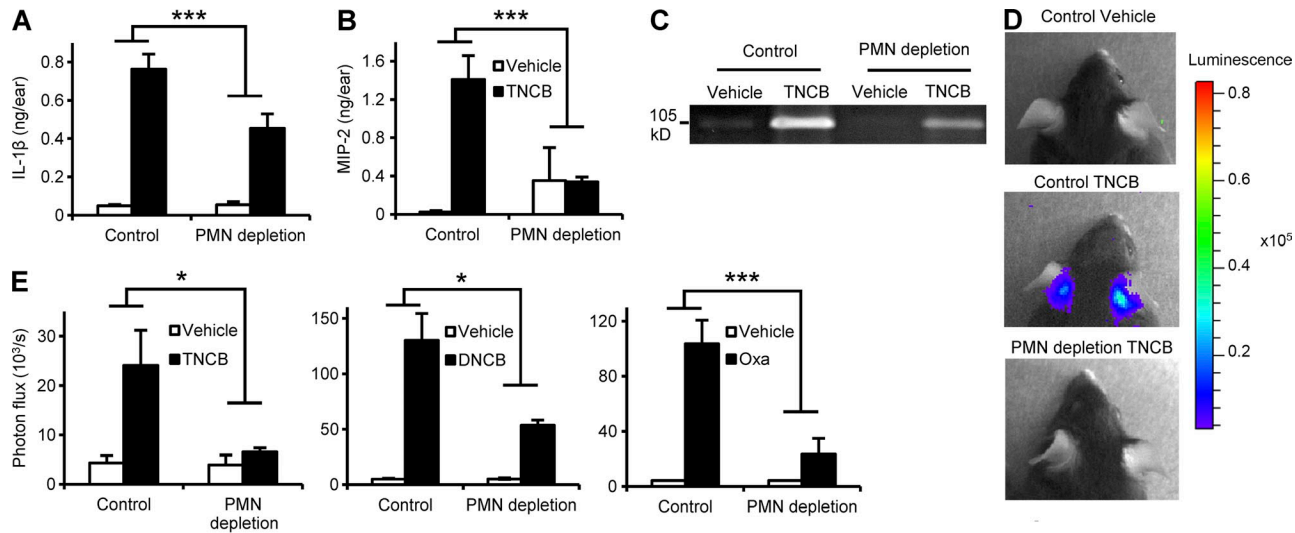 A
***
IL-1β (ng/ear)
0.8
0.6
0.4
0.2
0
Control
PMN depletion
B
***
MIP-2 (ng/ear)
1.6
1.2
0.8
0.4
0
Vehicle
TNCB
Control
PMN depletion
C
Control
PMN depletion
Vehicle
TNCB
Vehicle
TNCB
105
kD
D
Control Vehicle
Control TNCB
PMN depletion TNCB
Luminescence
0.8
0.6
0.4
0.2
x10⁵
E
*
Photon flux (10³/s)
30
20
10
0
Vehicle
TNCB
Control
PMN
depletion
*
150
100
50
0
Vehicle
DNCB
Control
PMN depletion
***
120
80
40
0
Vehicle
Oxa
Control
PMN depletion